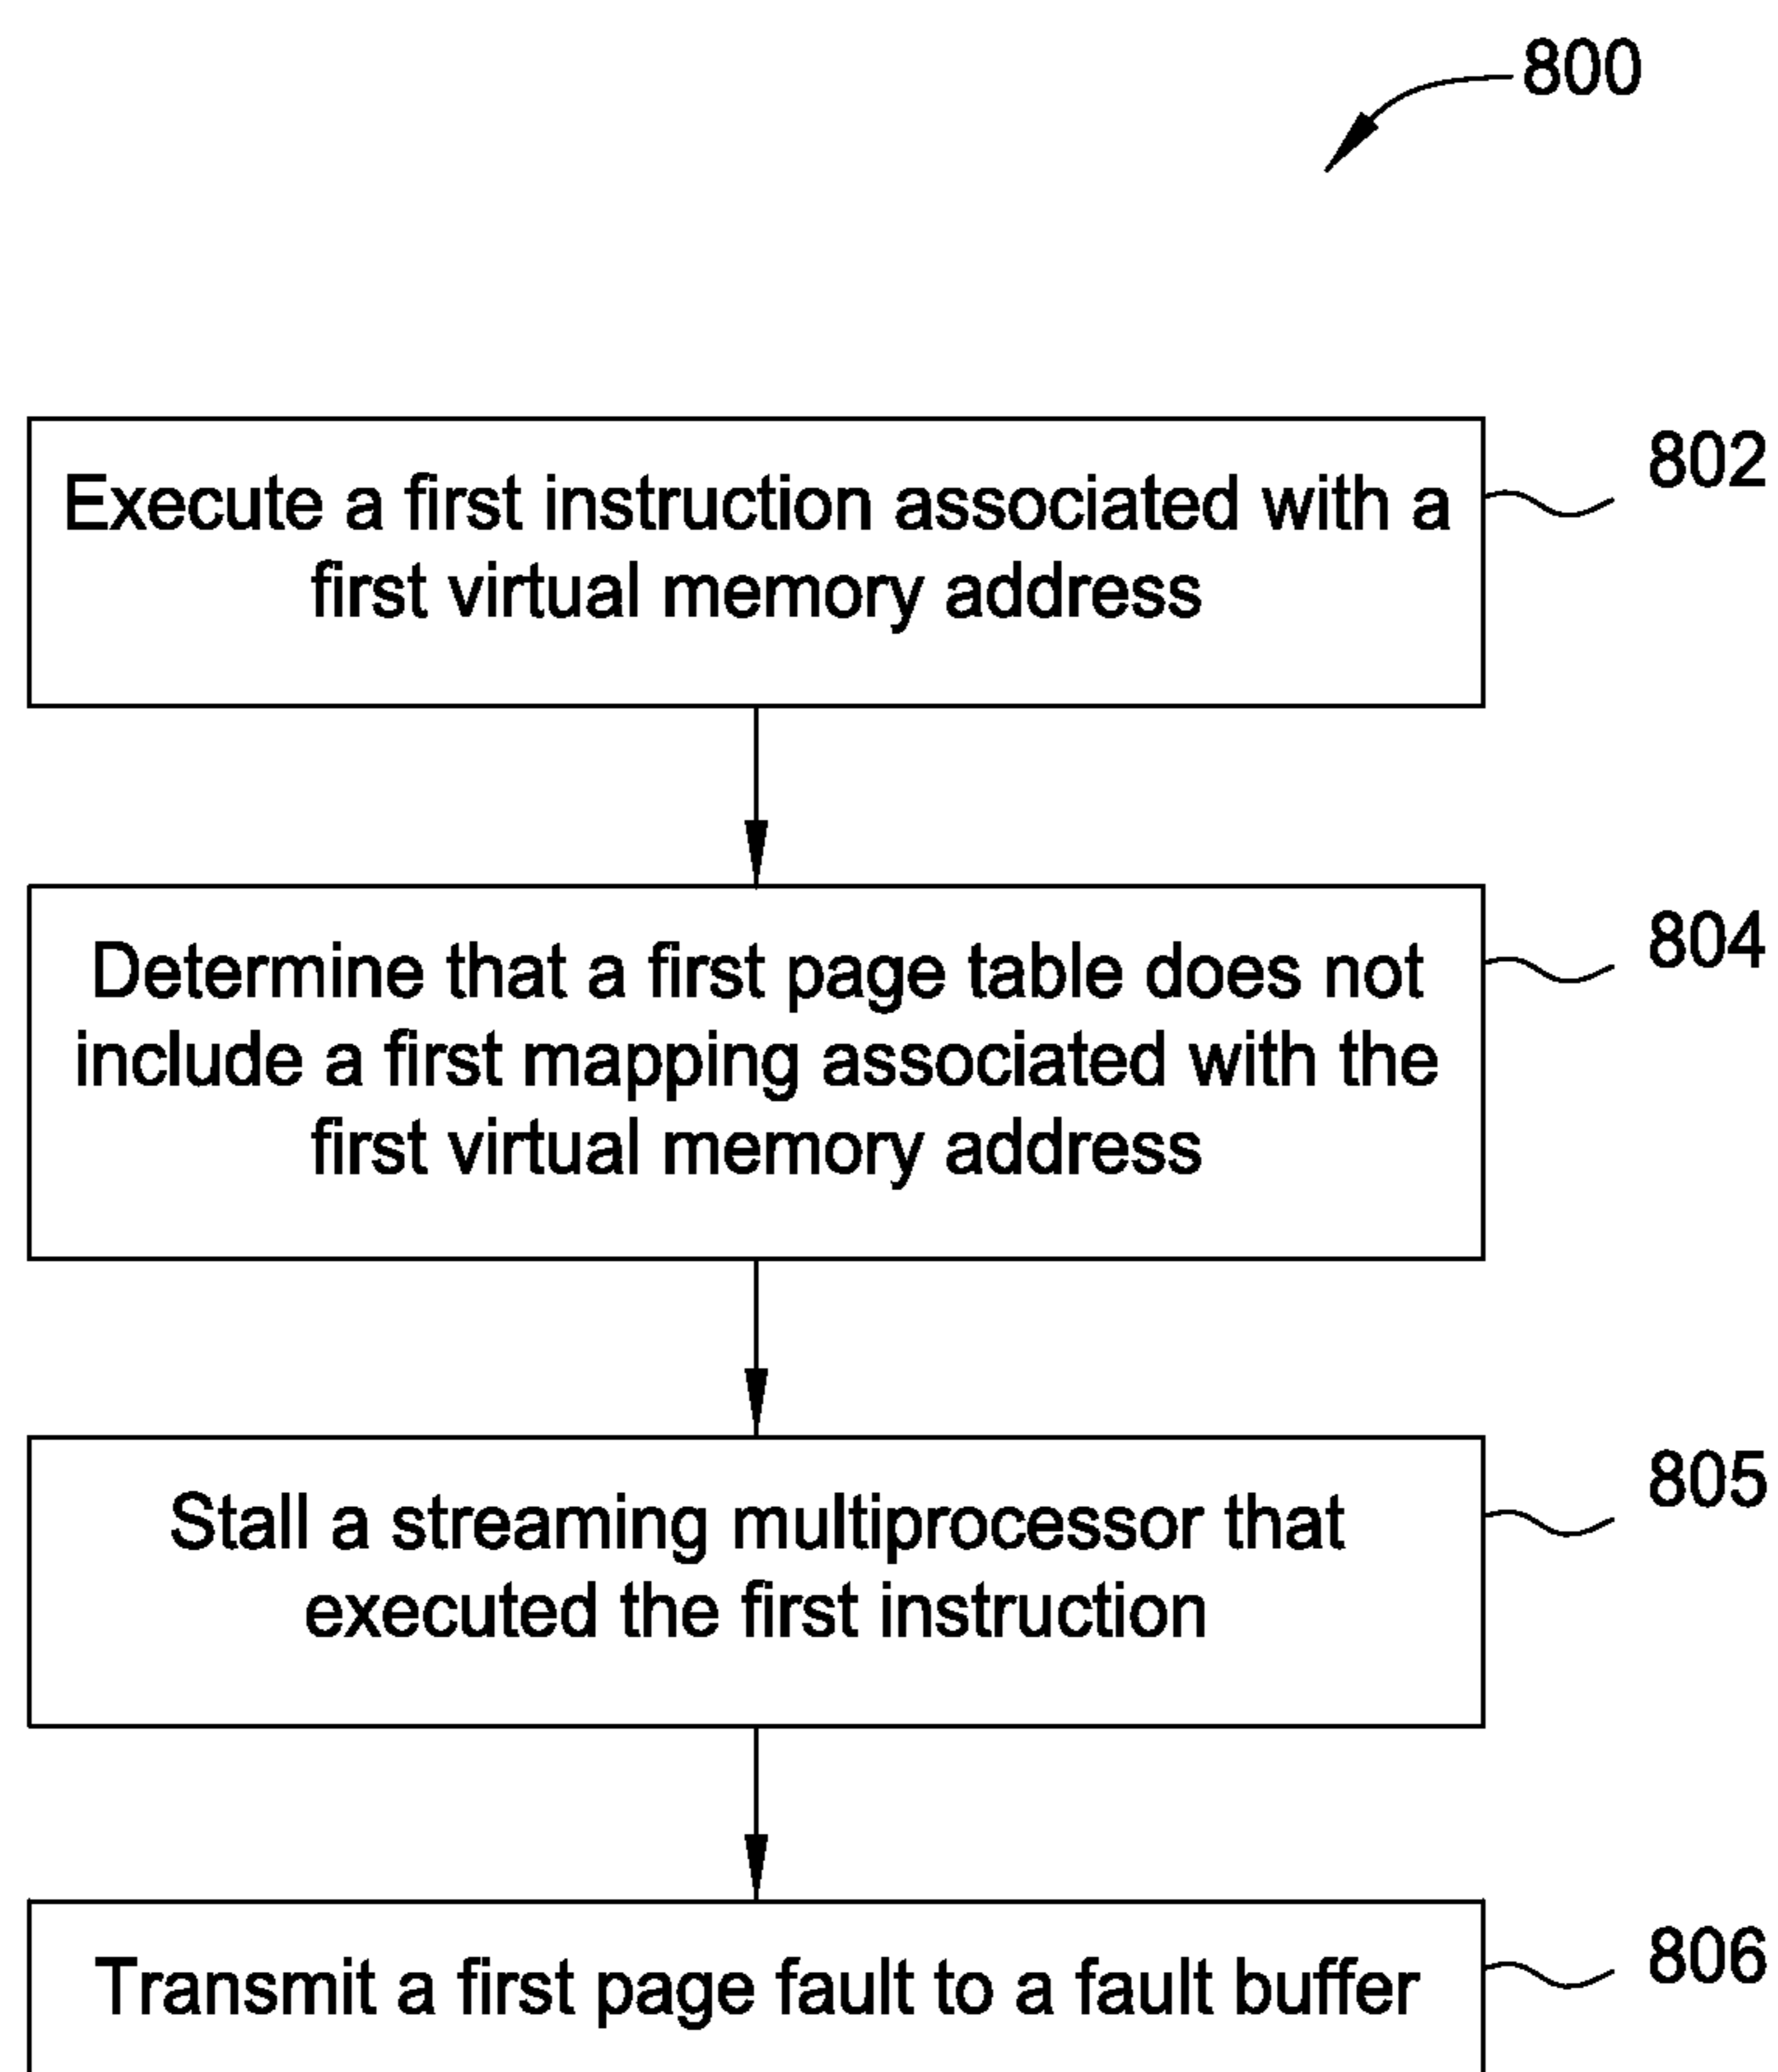 800
Execute a first instruction associated with a
first virtual memory address
802
Determine that a first page table does not
include a first mapping associated with the
first virtual memory address
804
Stall a streaming multiprocessor that
executed the first instruction
805
Transmit a first page fault to a fault buffer
806